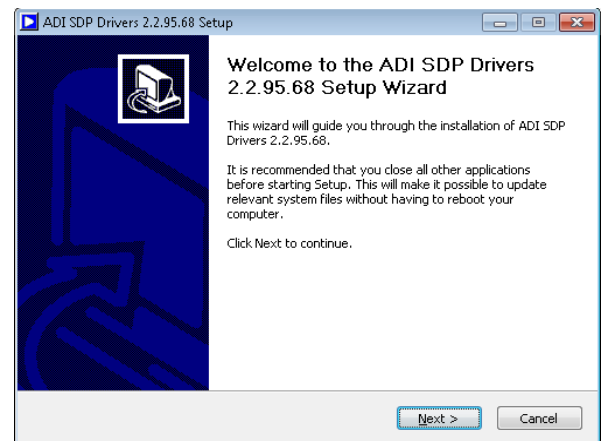 ADI SDP Drivers 2.2.95.68 Setup
Welcome to the ADI SDP Drivers
2.2.95.68 Setup Wizard
This wizard will guide you through the installation of ADI SDP
Drivers 2.2.95.68.
It is recommended that you close all other applications
before starting Setup. This will make it possible to update
relevant system files without having to reboot your
computer.
Click Next to continue.
Next >
Cancel